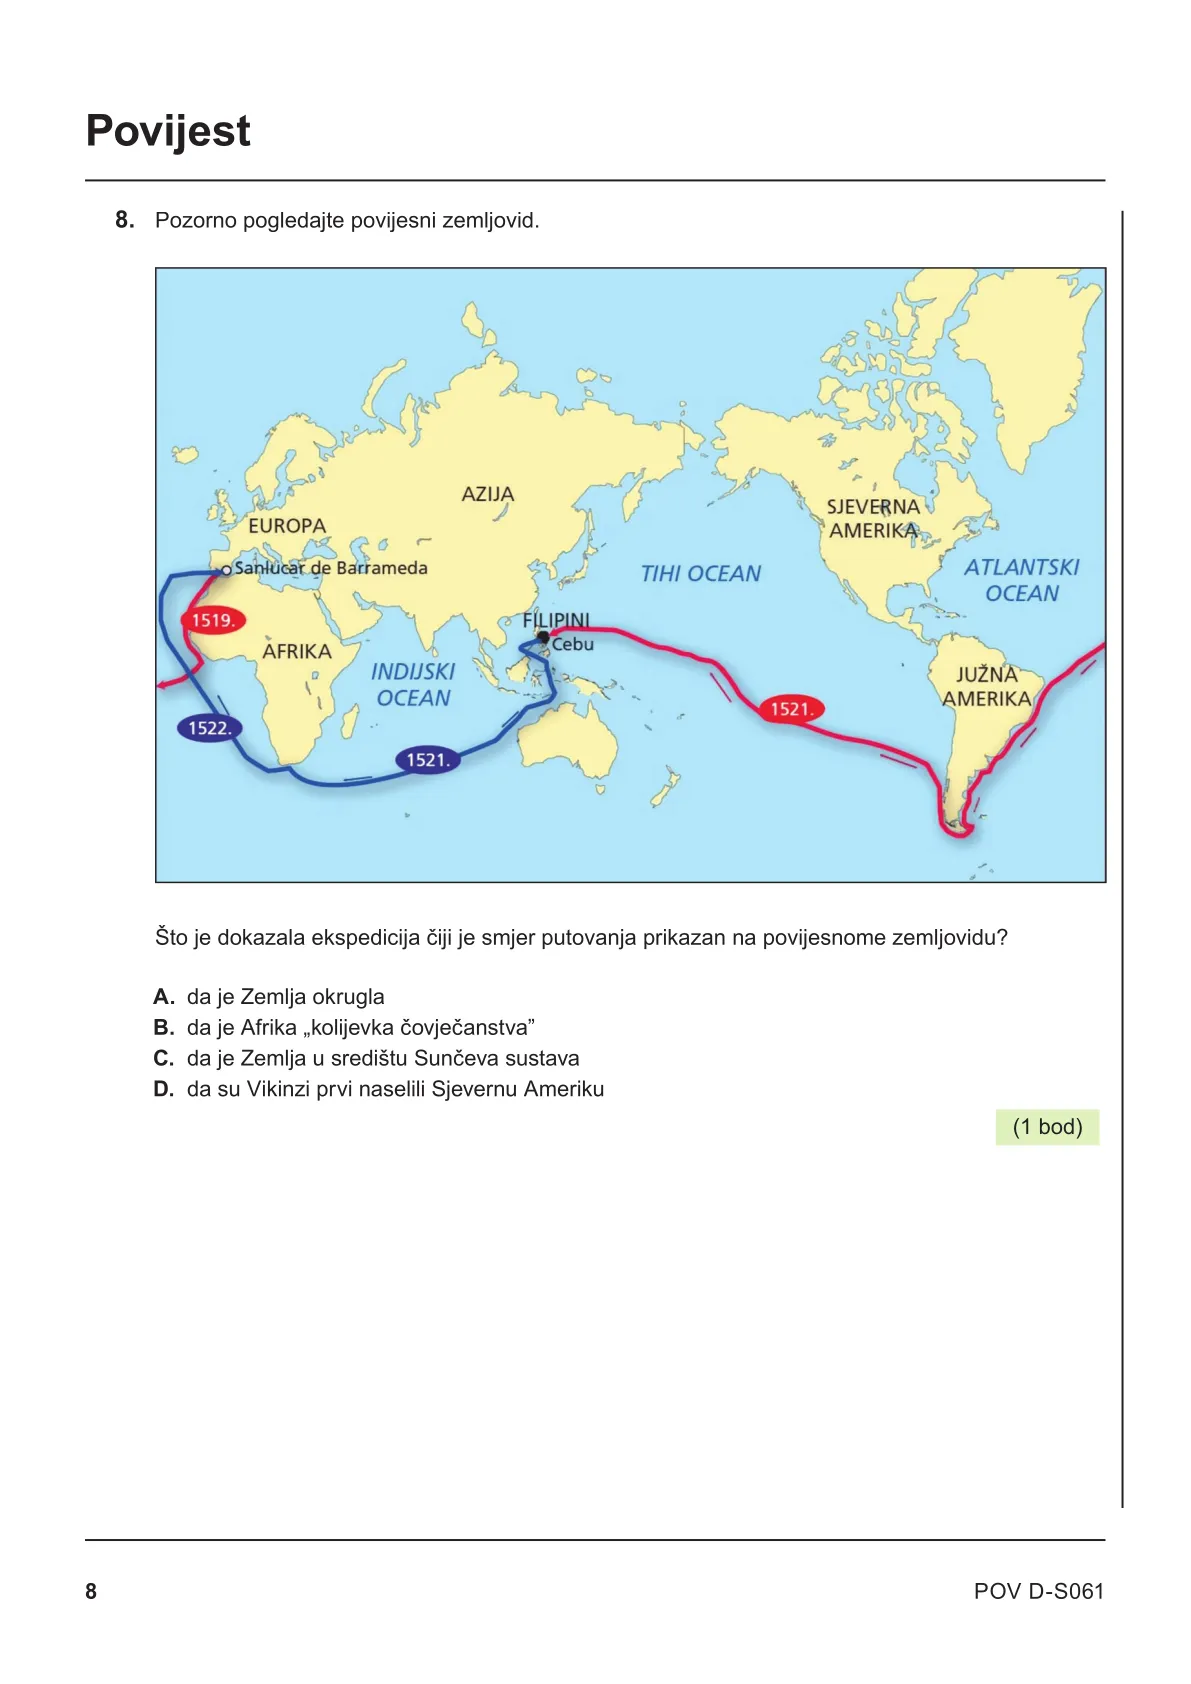 Povijest
8. Pozorno pogledajte povijesni zemljovid.
AZIJA
EUROPA
SJEVERNA
AMERIKA
Sanlucar de Barrameda
TIHI OCEAN
ATLANTSKI
OCEAN
1519.
FILIPINI
Cebu
AFRIKA
INDIJSKI
OCEAN
JUŽNA
AMERIKA
1521.
1522.
1521.
Što je dokazala ekspedicija čiji je smjer putovanja prikazan na povijesnome zemljovidu?
A. da je Zemlja okrugla
B. da je Afrika „kolijevka čovječanstva”
C. da je Zemlja u središtu Sunčeva sustava
D. da su Vikinzi prvi naselili Sjevernu Ameriku
(1 bod)
8
POV D-S061